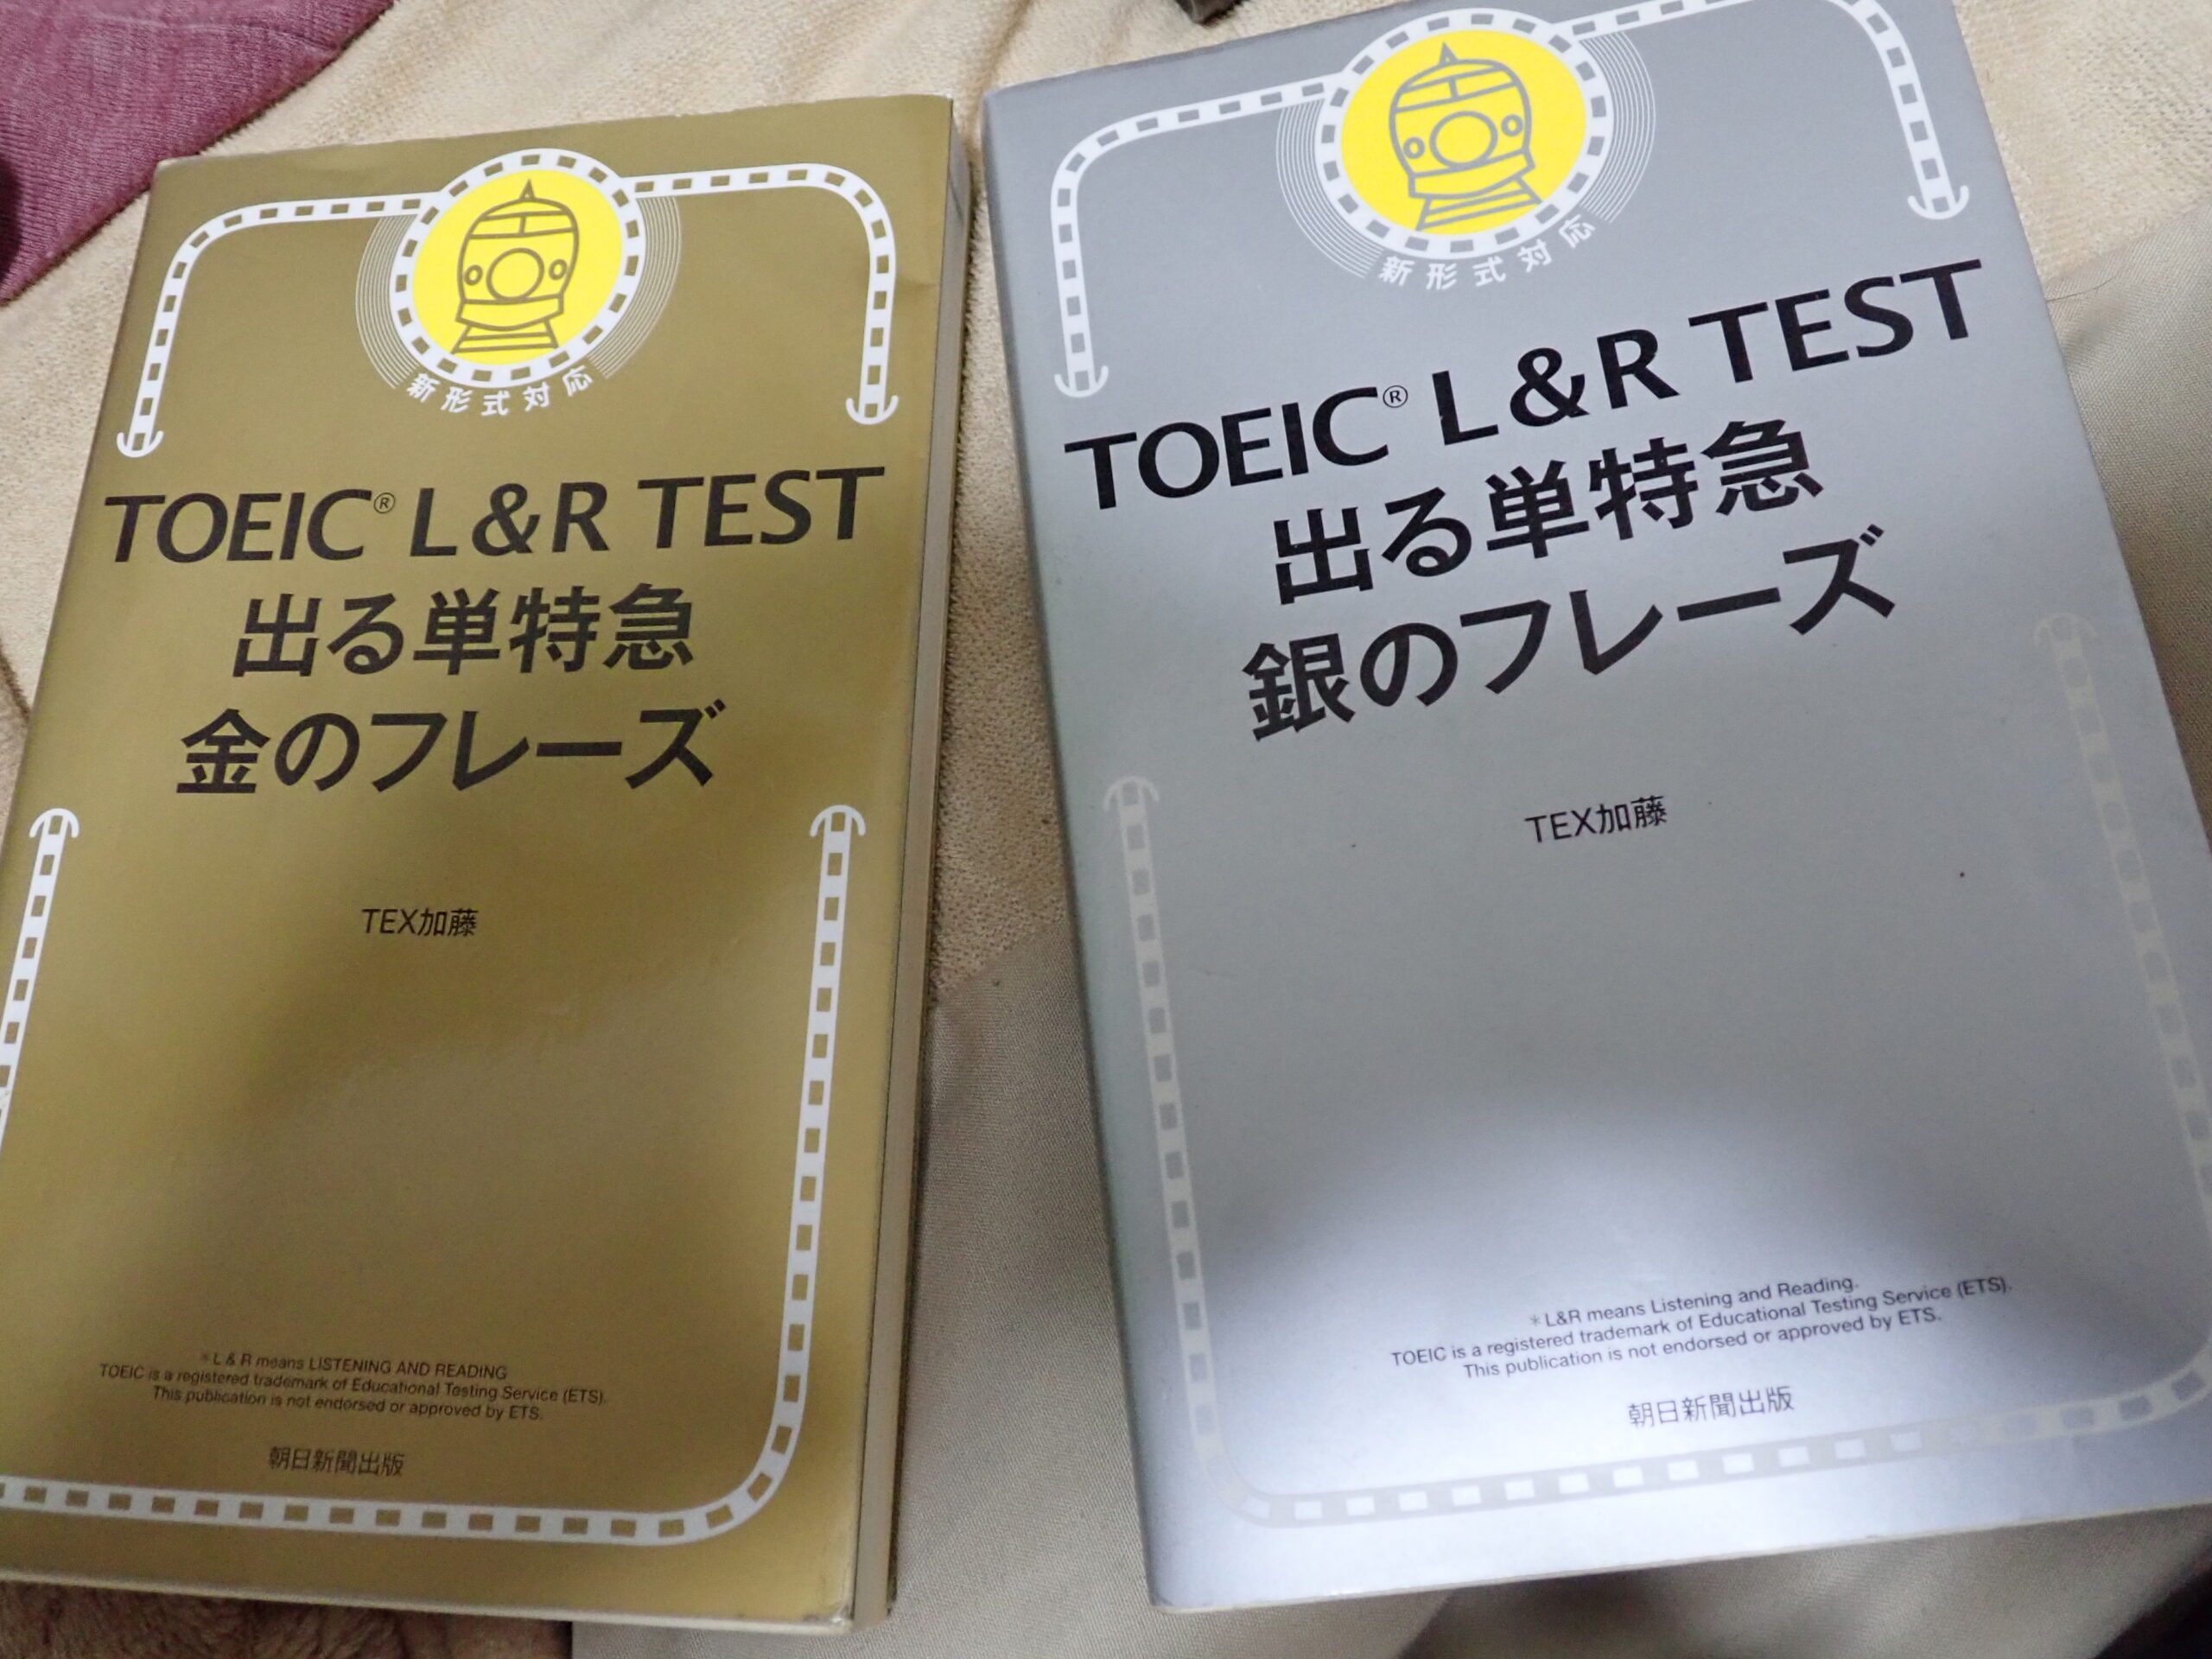 新形式対応
TOEIC® L&R TEST
出る単特急
金のフレーズ
TEX加藤
＊L & R means LISTENING AND READING
TOEIC is a registered trademark of Educational Testing Service (ETS).
This publication is not endorsed or approved by ETS.
朝日新聞出版
新形式対応
TOEIC® L&R TEST
出る単特急
銀のフレーズ
TEX加藤
＊L&R means Listening and Reading.
TOEIC is a registered trademark of Educational Testing Service (ETS).
This publication is not endorsed or approved by ETS.
朝日新聞出版